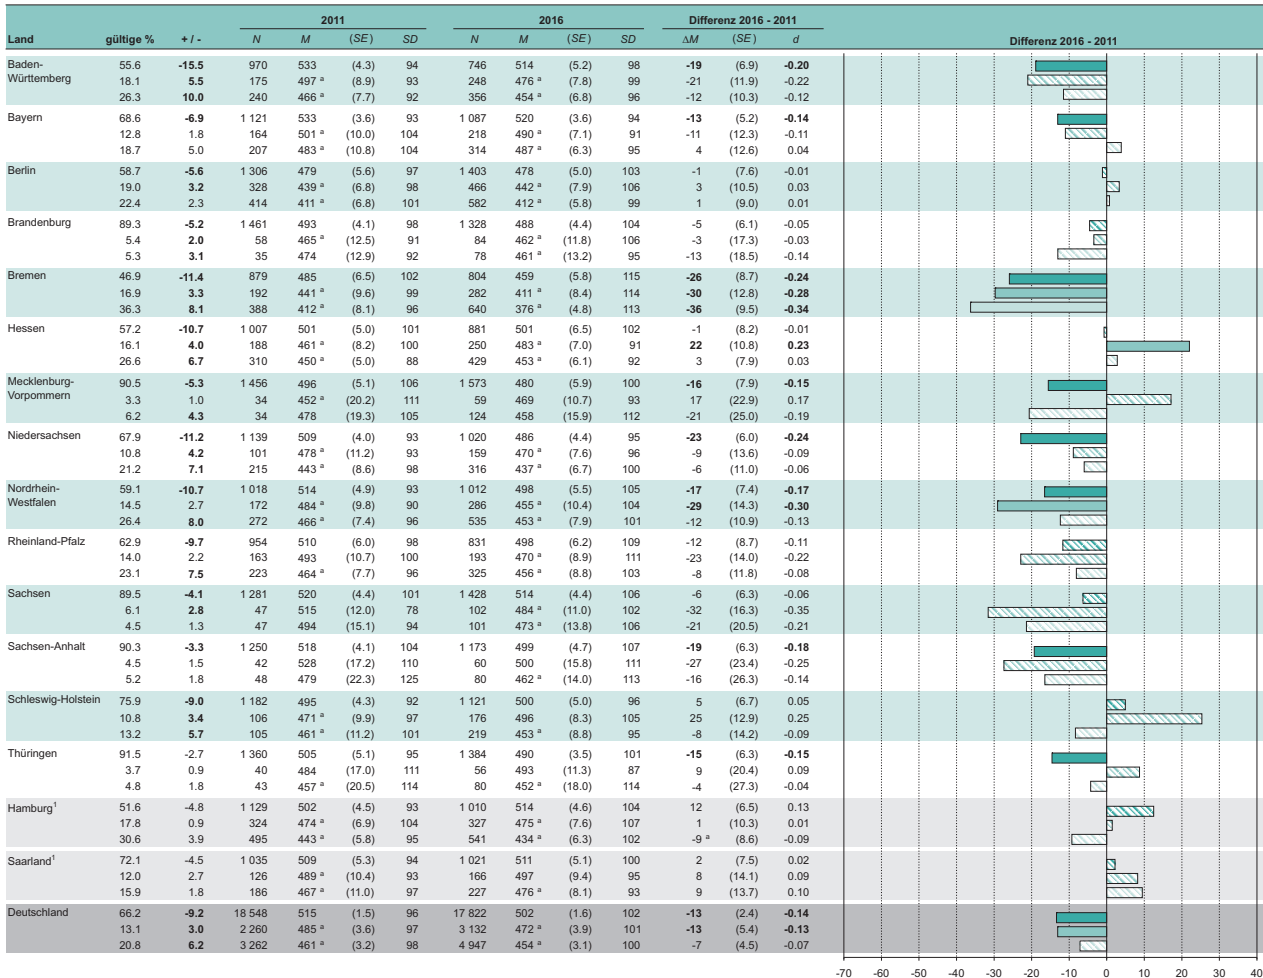 2011 2016 Differenz 2016 - 2011
Land gültige % + / - N M (SE) SD N M (SE) SD ΔM (SE) d Differenz 2016 - 2011
Baden-Württemberg 55.6 -15.5 970 533 (4.3) 94 746 514 (5.2) 98 -19 (6.9) -0.20
18.1 5.5 175 497 a (8.9) 93 248 476 a (7.8) 99 -21 (11.9) -0.22
26.3 10.0 240 466 a (7.7) 92 356 454 a (6.8) 96 -12 (10.3) -0.12
Bayern 68.6 -6.9 1 121 533 (3.6) 93 1 087 520 (3.6) 94 -13 (5.2) -0.14
12.8 1.8 164 501 a (10.0) 104 218 490 a (7.1) 91 -11 (12.3) -0.11
18.7 5.0 207 483 a (10.8) 104 314 487 a (6.3) 95 4 (12.6) 0.04
Berlin 58.7 -5.6 1 306 479 (5.6) 97 1 403 478 (5.0) 103 -1 (7.6) -0.01
19.0 3.2 328 439 a (6.8) 98 466 442 a (7.9) 106 3 (10.5) 0.03
22.4 2.3 414 411 a (6.8) 101 582 412 a (5.8) 99 1 (9.0) 0.01
Brandenburg 89.3 -5.2 1 461 493 (4.1) 98 1 328 488 (4.4) 104 -5 (6.1) -0.05
5.4 2.0 58 465 a (12.5) 91 84 462 a (11.8) 106 -3 (17.3) -0.03
5.3 3.1 35 474 (12.9) 92 78 461 a (13.2) 95 -13 (18.5) -0.14
Bremen 46.9 -11.4 879 485 (6.5) 102 804 459 (5.8) 115 -26 (8.7) -0.24
16.9 3.3 192 441 a (9.6) 99 282 411 a (8.4) 114 -30 (12.8) -0.28
36.3 8.1 388 412 a (8.1) 96 640 376 a (4.8) 113 -36 (9.5) -0.34
Hessen 57.2 -10.7 1 007 501 (5.0) 101 881 501 (6.5) 102 -1 (8.2) -0.01
16.1 4.0 188 461 a (8.2) 100 250 483 a (7.0) 91 22 (10.8) 0.23
26.6 6.7 310 450 a (5.0) 88 429 453 a (6.1) 92 3 (7.9) 0.03
Mecklenburg-Vorpommern 90.5 -5.3 1 456 496 (5.1) 106 1 573 480 (5.9) 100 -16 (7.9) -0.15
3.3 1.0 34 452 a (20.2) 111 59 469 (10.7) 93 17 (22.9) 0.17
6.2 4.3 34 478 (19.3) 105 124 458 (15.9) 112 -21 (25.0) -0.19
Niedersachsen 67.9 -11.2 1 139 509 (4.0) 93 1 020 486 (4.4) 95 -23 (6.0) -0.24
10.8 4.2 101 478 a (11.2) 93 159 470 a (7.6) 96 -9 (13.6) -0.09
21.2 7.1 215 443 a (8.6) 98 316 437 a (6.7) 100 -6 (11.0) -0.06
Nordrhein-Westfalen 59.1 -10.7 1 018 514 (4.9) 93 1 012 498 (5.5) 105 -17 (7.4) -0.17
14.5 2.7 172 484 a (9.8) 90 286 455 a (10.4) 104 -29 (14.3) -0.30
26.4 8.0 272 466 a (7.4) 96 535 453 a (7.9) 101 -12 (10.9) -0.13
Rheinland-Pfalz 62.9 -9.7 954 510 (6.0) 98 831 498 (6.2) 109 -12 (8.7) -0.11
14.0 2.2 163 493 (10.7) 100 193 470 a (8.9) 111 -23 (14.0) -0.22
23.1 7.5 223 464 a (7.7) 96 325 456 a (8.8) 103 -8 (11.8) -0.08
Sachsen 89.5 -4.1 1 281 520 (4.4) 101 1 428 514 (4.4) 106 -6 (6.3) -0.06
6.1 2.8 47 515 (12.0) 78 102 484 a (11.0) 102 -32 (16.3) -0.35
4.5 1.3 47 494 (15.1) 94 101 473 a (13.8) 106 -21 (20.5) -0.21
Sachsen-Anhalt 90.3 -3.3 1 250 518 (4.1) 104 1 173 499 (4.7) 107 -19 (6.3) -0.18
4.5 1.5 42 528 (17.2) 110 60 500 (15.8) 111 -27 (23.4) -0.25
5.2 1.8 48 479 (22.3) 125 80 462 a (14.0) 113 -16 (26.3) -0.14
Schleswig-Holstein 75.9 -9.0 1 182 495 (4.3) 92 1 121 500 (5.0) 96 5 (6.7) 0.05
10.8 3.4 106 471 a (9.9) 97 176 496 (8.3) 105 25 (12.9) 0.25
13.2 5.7 105 461 a (11.2) 101 219 453 a (8.8) 95 -8 (14.2) -0.09
Thüringen 91.5 -2.7 1 360 505 (5.1) 95 1 384 490 (3.5) 101 -15 (6.3) -0.15
3.7 0.9 40 484 (17.0) 111 56 493 (11.3) 87 9 (20.4) 0.09
4.8 1.8 43 457 a (20.5) 114 80 452 a (18.0) 114 -4 (27.3) -0.04
Hamburg1 51.6 -4.8 1 129 502 (4.5) 93 1 010 514 (4.6) 104 12 (6.5) 0.13
17.8 0.9 324 474 a (6.9) 104 327 475 a (7.6) 107 1 (10.3) 0.01
30.6 3.9 495 443 a (5.8) 95 541 434 a (6.3) 102 -9 a (8.6) -0.09
Saarland1 72.1 -4.5 1 035 509 (5.3) 94 1 021 511 (5.1) 100 2 (7.5) 0.02
12.0 2.7 126 489 a (10.4) 93 166 497 (9.4) 95 8 (14.1) 0.09
15.9 1.8 186 467 a (11.0) 97 227 476 a (8.1) 93 9 (13.7) 0.10
Deutschland 66.2 -9.2 18 548 515 (1.5) 96 17 822 502 (1.6) 102 -13 (2.4) -0.14
13.1 3.0 2 260 485 a (3.6) 97 3 132 472 a (3.9) 101 -13 (5.4) -0.13
20.8 6.2 3 262 461 a (3.2) 98 4 947 454 a (3.1) 100 -7 (4.5) -0.07
-70 -60 -50 -40 -30 -20 -10 0 10 20 30 40